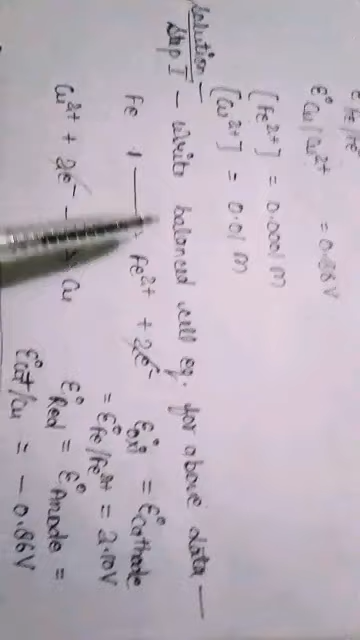 E° Fe/Fe
E° Cu/Cu²⁺ = 0.86V
[Fe²⁺] = 0.0001 M
[Cu²⁺] = 0.01 M
Solution -
Step I - Write balanced cell eq. for above data —
Fe Fe²⁺ + 2e⁻ E°oxi = E°Cathode
= E°Fe/Fe²⁺ = 2.10V
Cu²⁺ + 2e⁻ Cu E°Red = E°Anode =
E°Cu²⁺/Cu = - 0.86V